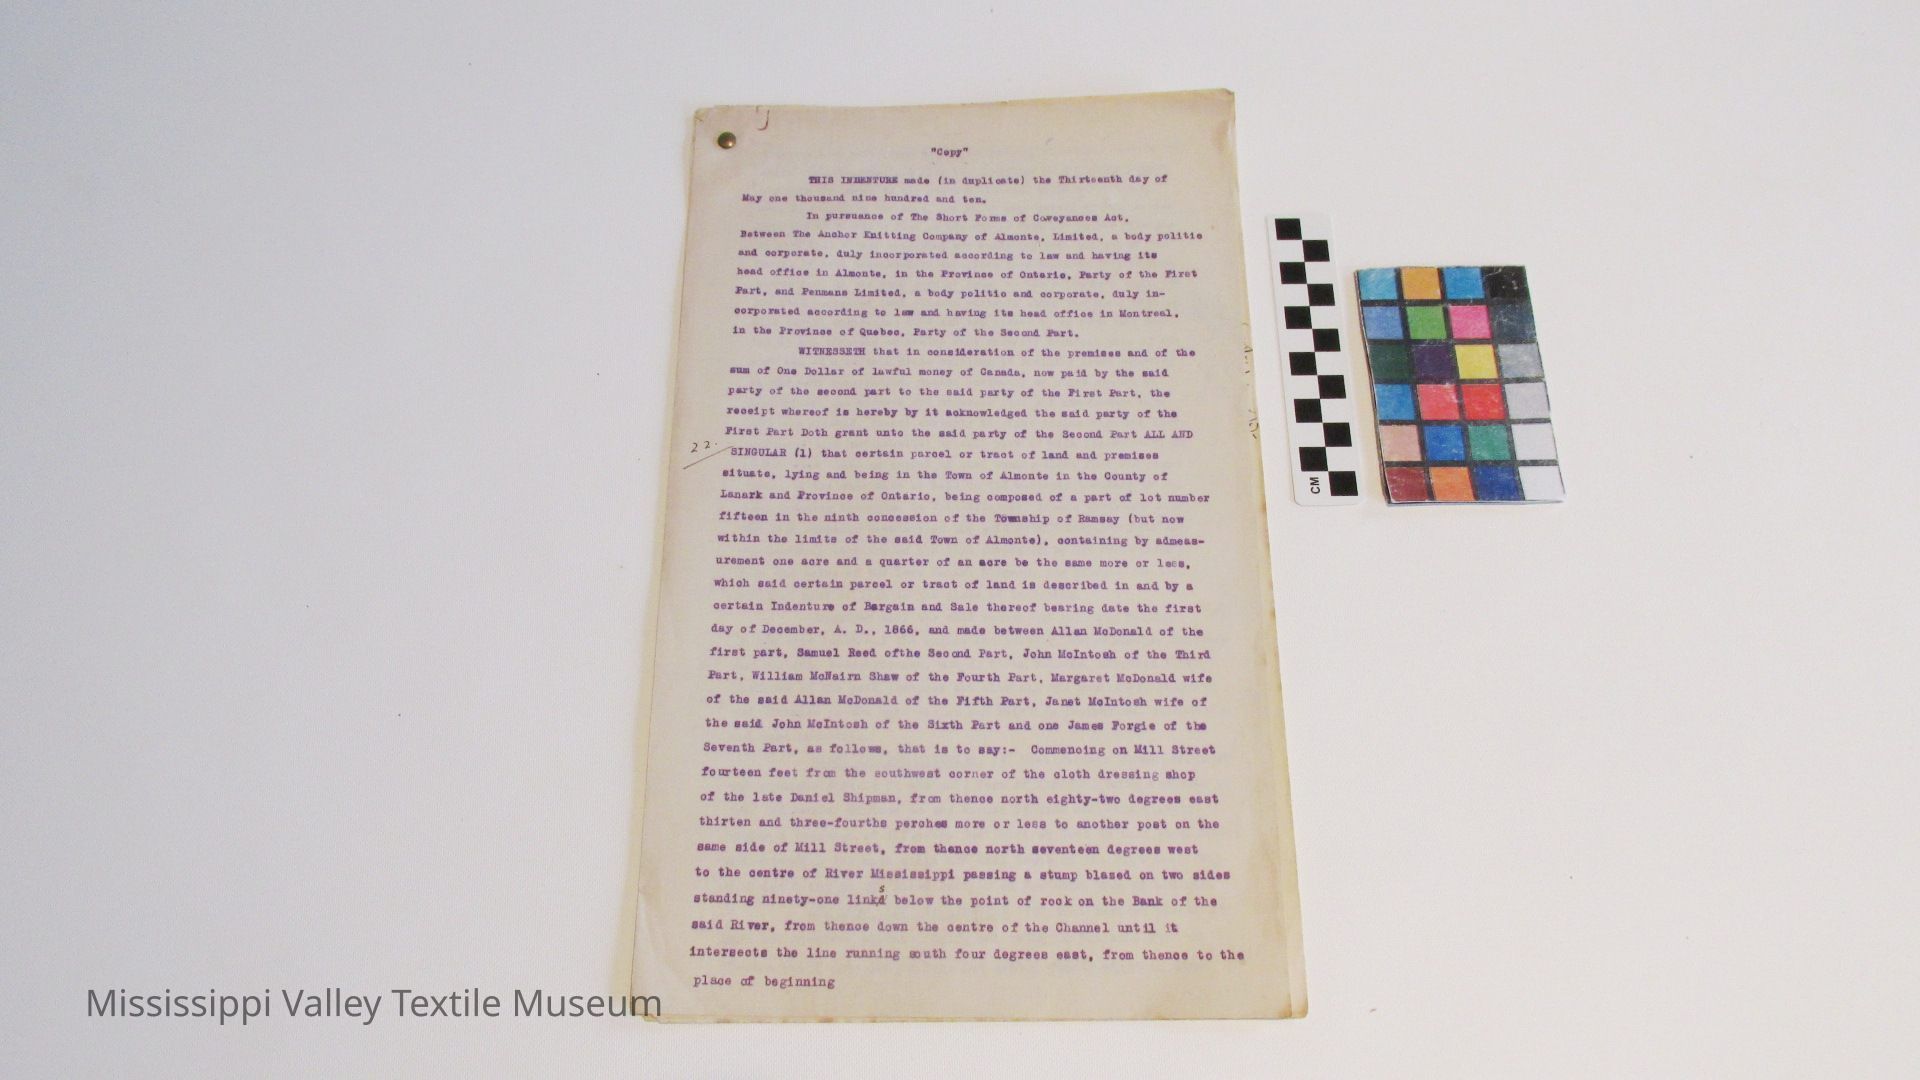 "Copy"
THIS INDENTURE made (in duplicate) the Thirteenth day of
May one thousand nine hundred and ten.
In pursuance of The Short Forms of Coveyances Act.
Between The Anchor Knitting Company of Almonte, Limited, a body politic
and corporate, duly incorporated according to law and having its
head office in Almonte, in the Province of Ontario, Party of the First
Part, and Penmans Limited, a body politic and corporate, duly in-
corporated according to law and having its head office in Montreal,
in the Province of Quebec, Party of the Second Part.
WITNESSETH that in consideration of the premises and of the
sum of One Dollar of lawful money of Canada, now paid by the said
party of the second part to the said party of the First Part, the
receipt whereof is hereby by it acknowledged the said party of the
First Part Doth grant unto the said party of the Second Part ALL AND
22.
SINGULAR (1) that certain parcel or tract of land and premises
situate, lying and being in the Town of Almonte in the County of
Lanark and Province of Ontario, being composed of a part of lot number
fifteen in the ninth concession of the Township of Ramsay (but now
within the limits of the said Town of Almonte), containing by admeas-
urement one acre and a quarter of an acre be the same more or less,
which said certain parcel or tract of land is described in and by a
certain Indenture of Bargain and Sale thereof bearing date the first
day of December, A. D., 1866, and made between Allan McDonald of the
first part, Samuel Reed ofthe Second Part, John McIntosh of the Third
Part, William McNairn Shaw of the Fourth Part, Margaret McDonald wife
of the said Allan McDonald of the Fifth Part, Janet McIntosh wife of
the said John McIntosh of the Sixth Part and one James Forgie of the
Seventh Part, as follows, that is to say:- Commencing on Mill Street
fourteen feet from the southwest corner of the cloth dressing shop
of the late Daniel Shipman, from thence north eighty-two degrees east
thirten and three-fourths perches more or less to another post on the
same side of Mill Street, from thence north seventeen degrees west
to the centre of River Mississippi passing a stump blazed on two sides
standing ninety-one links below the point of rock on the Bank of the
said River, from thence down the centre of the Channel until it
intersects the line running south four degrees east, from thence to the
place of beginning
CM
Mississippi Valley Textile Museum